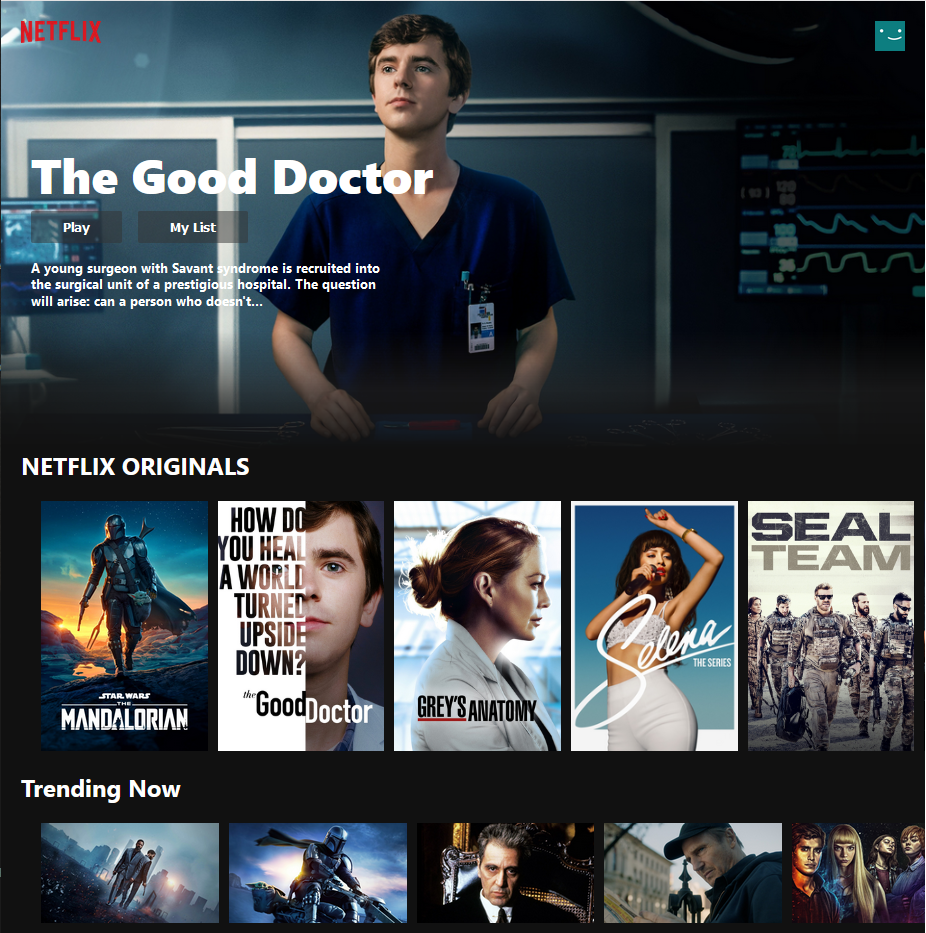 NETFLIX
The Good Doctor
Play
My List
A young surgeon with Savant syndrome is recruited into
the surgical unit of a prestigious hospital. The question
will arise: can a person who doesn't...
NETFLIX ORIGINALS
STAR WARS
THE
MANDALORIAN
HOW DO
YOU HEAL
A WORLD
TURNED
UPSIDE
DOWN?
the Good Doctor
GREY'S ANATOMY
Selena
THE SERIES
SEAL
TEAM
Trending Now